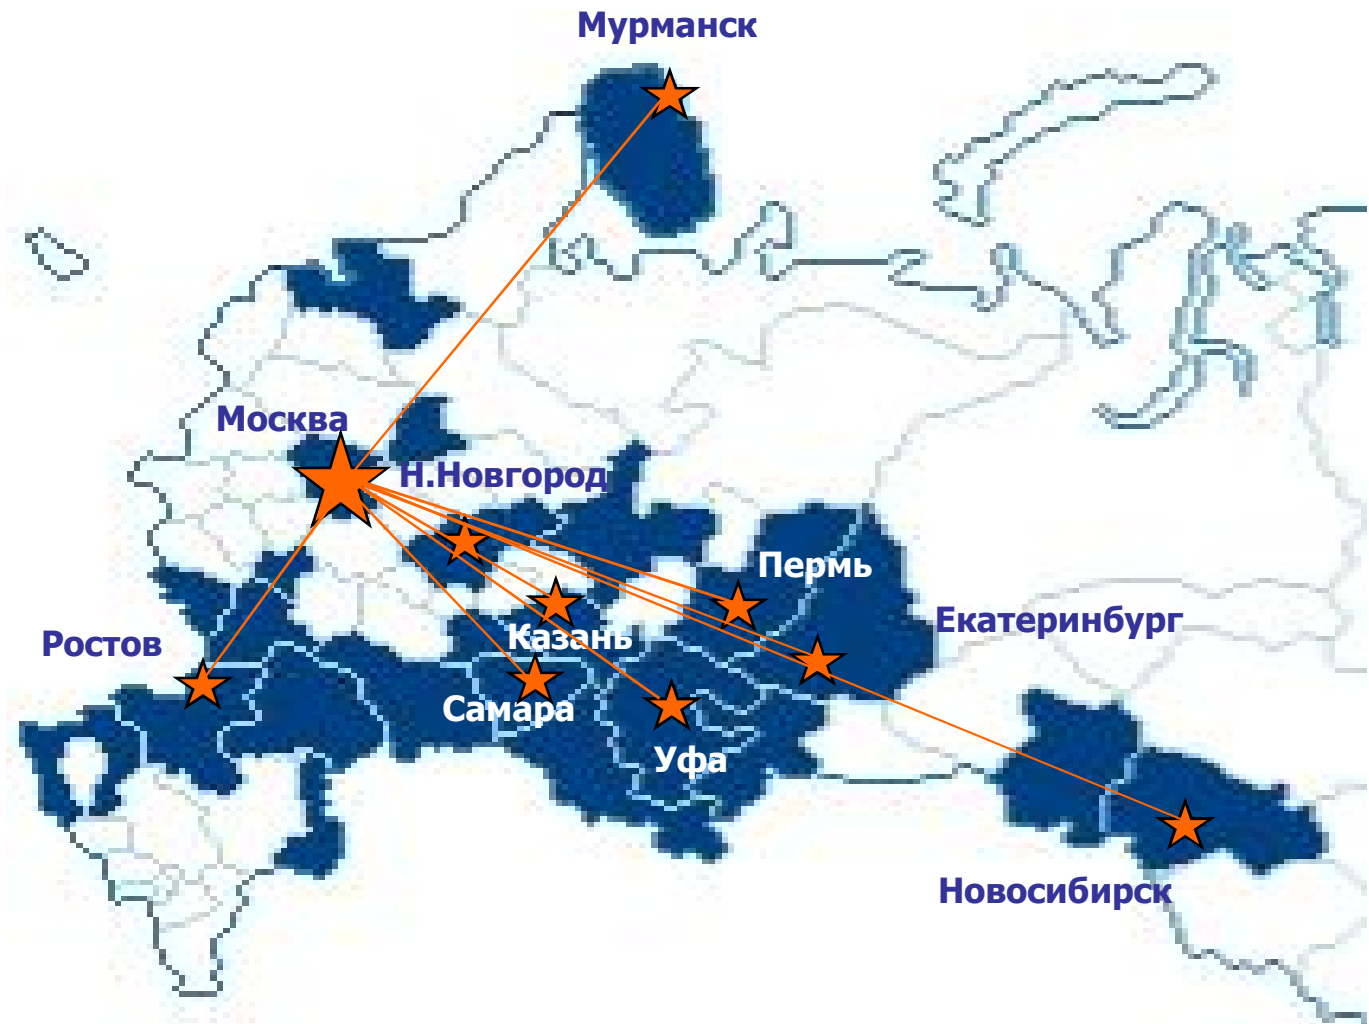 Мурманск
Москва
Н.Новгород
Пермь
Екатеринбург
Казань
Ростов
Самара
Уфа
Новосибирск